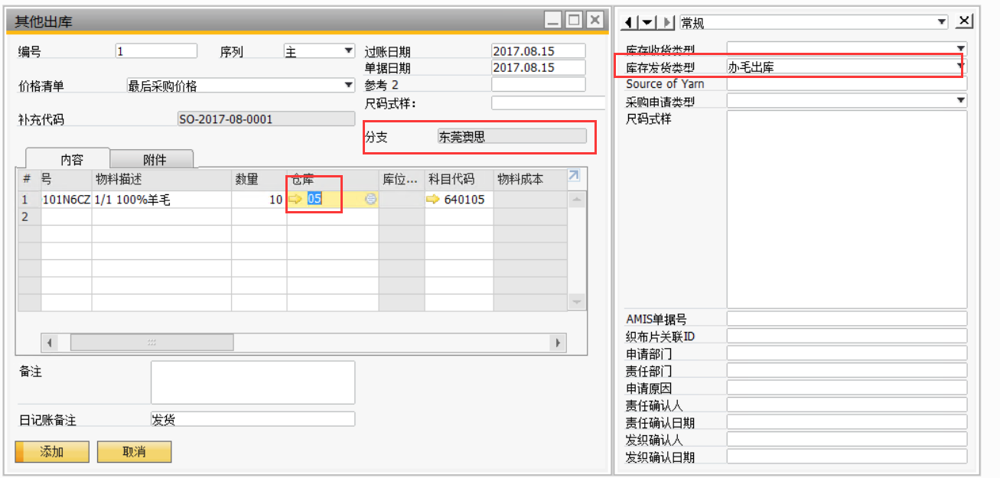 其他出库
编号 1 序列 主 过账日期 2017.08.15
单据日期 2017.08.15
价格清单 最后采购价格 参考 2
尺码式样:
补充代码 SO-2017-08-0001
分支 东莞澳思
内容 附件
# 号 物料描述 数量 仓库 库位... 科目代码 物料成本
1 101N6CZ 1/1 100%羊毛 10 05 640105
2
备注
日记账备注 发货
添加 取消
常规
库存收货类型
库存发货类型 办毛出库
Source of Yarn
采购申请类型
尺码式样
AMIS单据号
织布片关联ID
申请部门
责任部门
申请原因
责任确认人
责任确认日期
发织确认人
发织确认日期